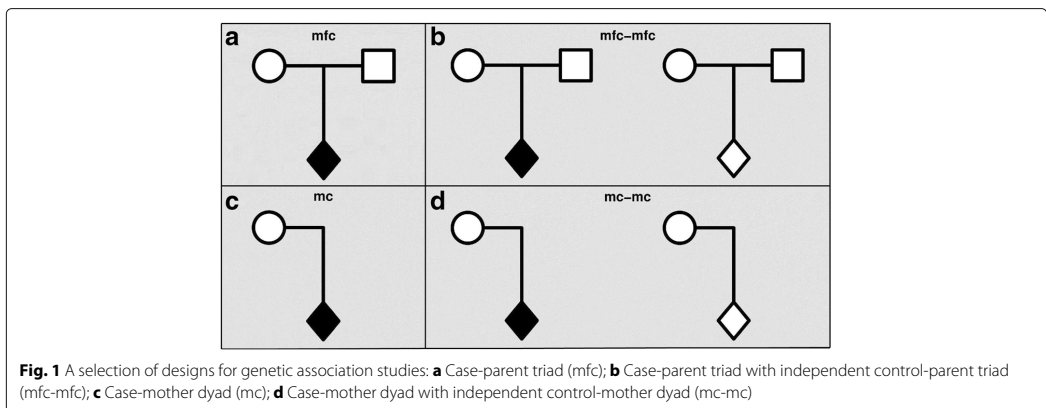 a
mfc
b
mfc–mfc
c
mc
d
mc–mc
Fig. 1 A selection of designs for genetic association studies: a Case-parent triad (mfc); b Case-parent triad with independent control-parent triad
(mfc-mfc); c Case-mother dyad (mc); d Case-mother dyad with independent control-mother dyad (mc-mc)